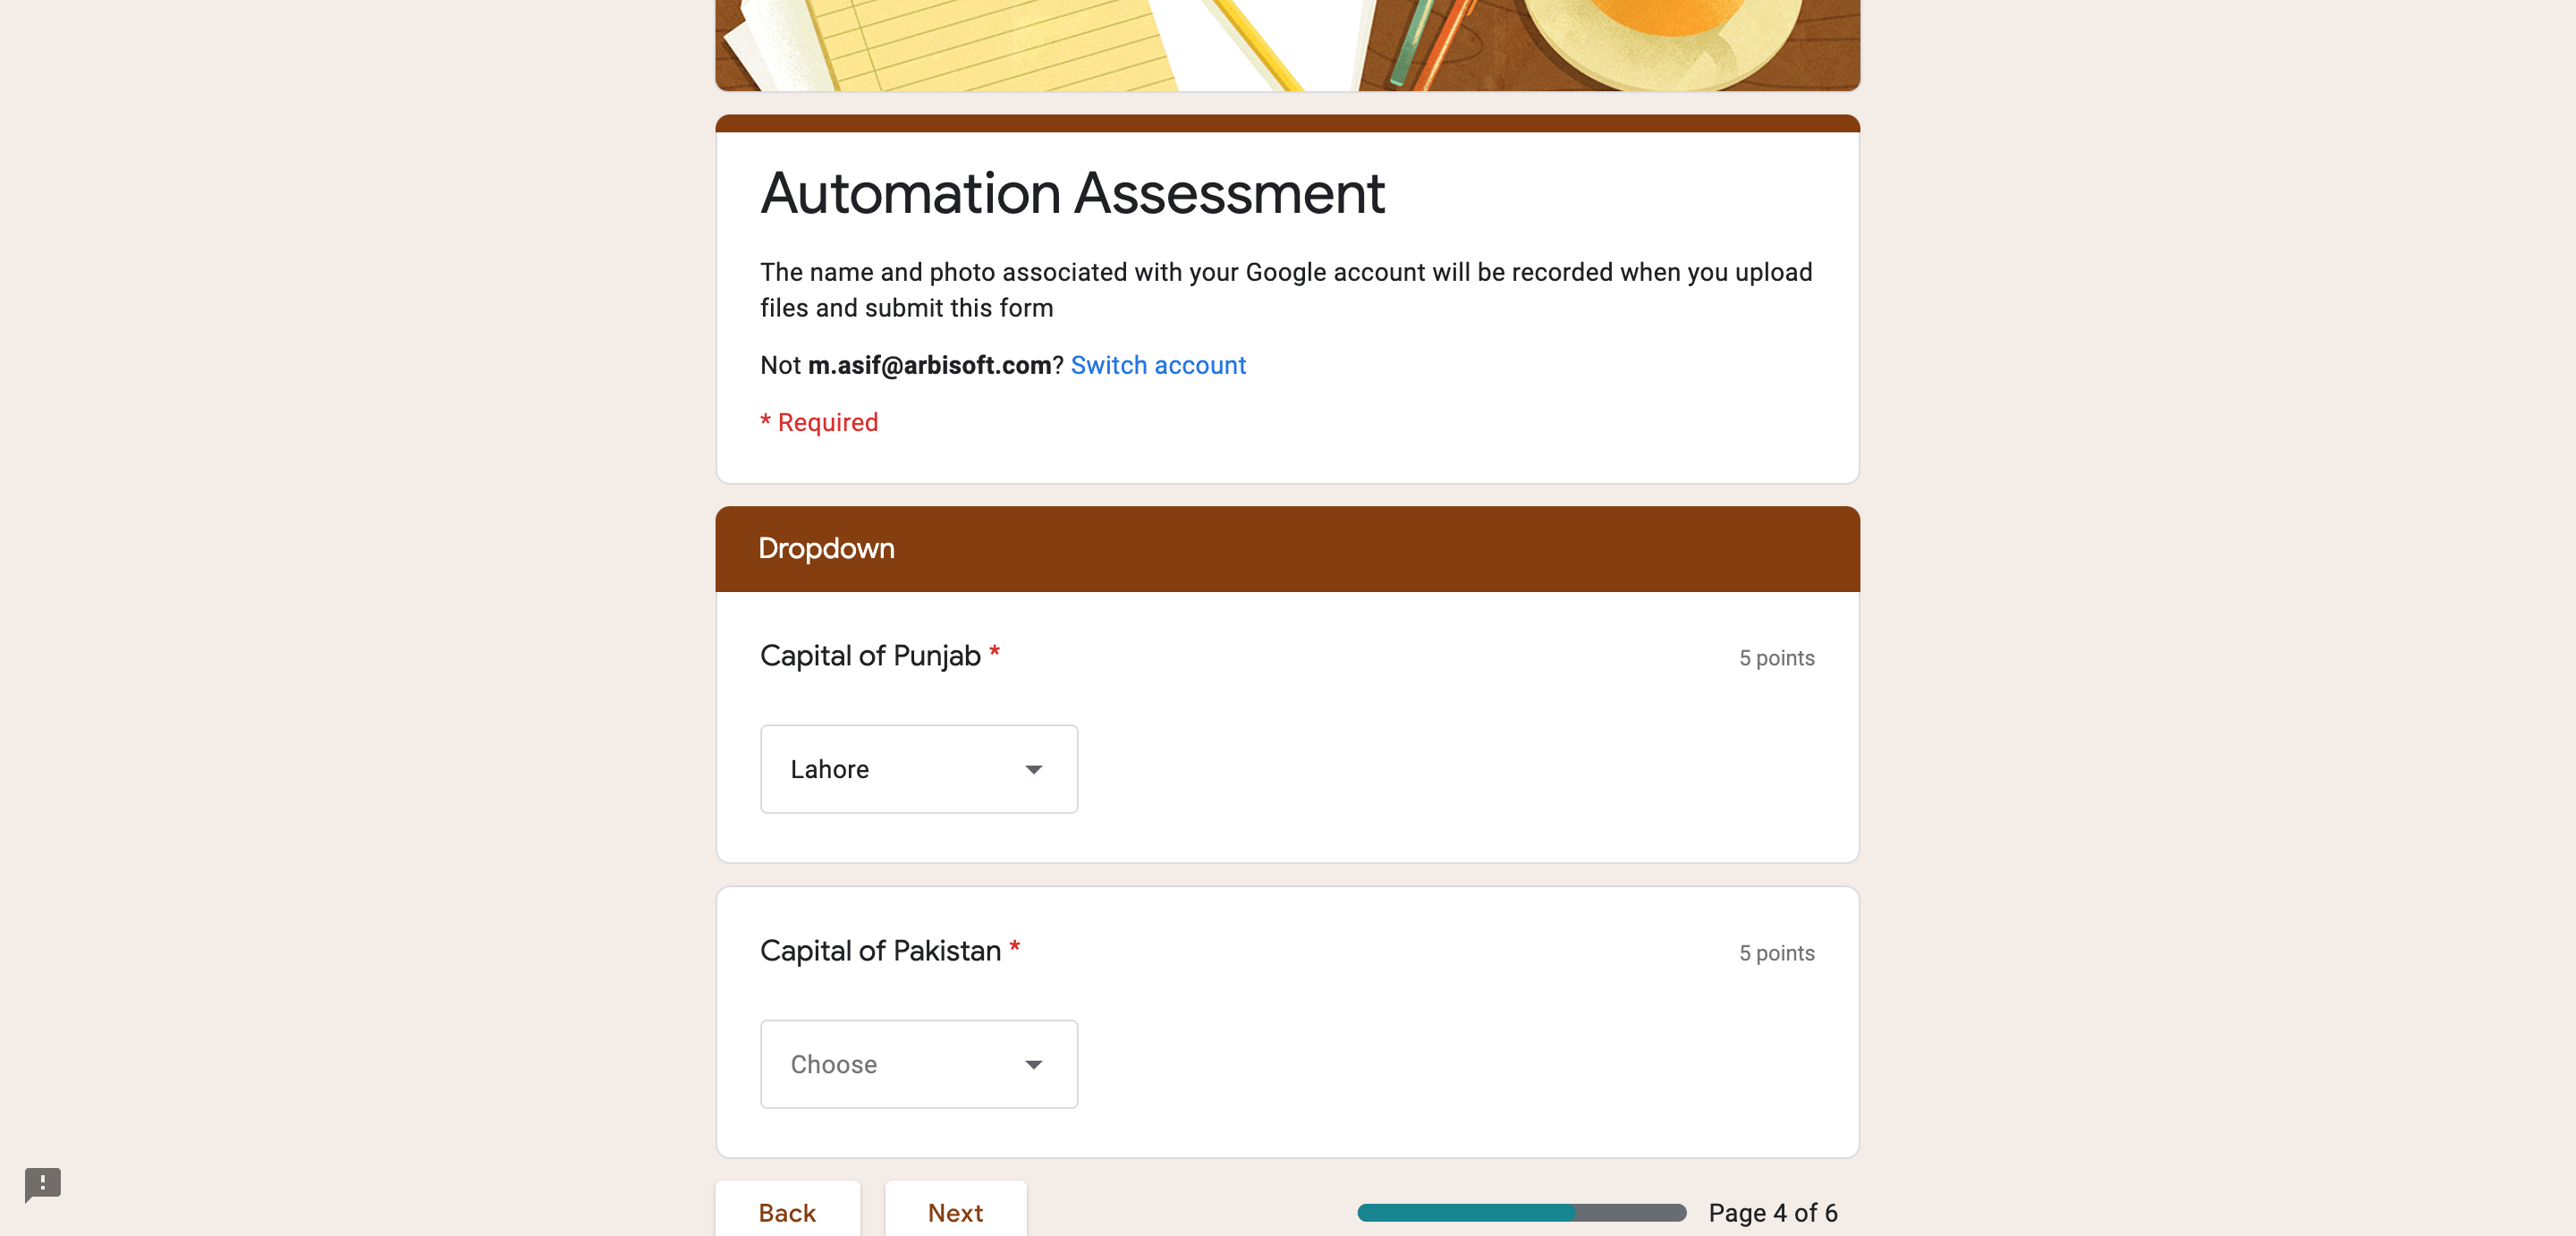 Automation Assessment
The name and photo associated with your Google account will be recorded when you upload
files and submit this form
Not m.asif@arbisoft.com? Switch account
* Required
Dropdown
Capital of Punjab *
5 points
Lahore
Capital of Pakistan *
5 points
Choose
Back
Next
Page 4 of 6